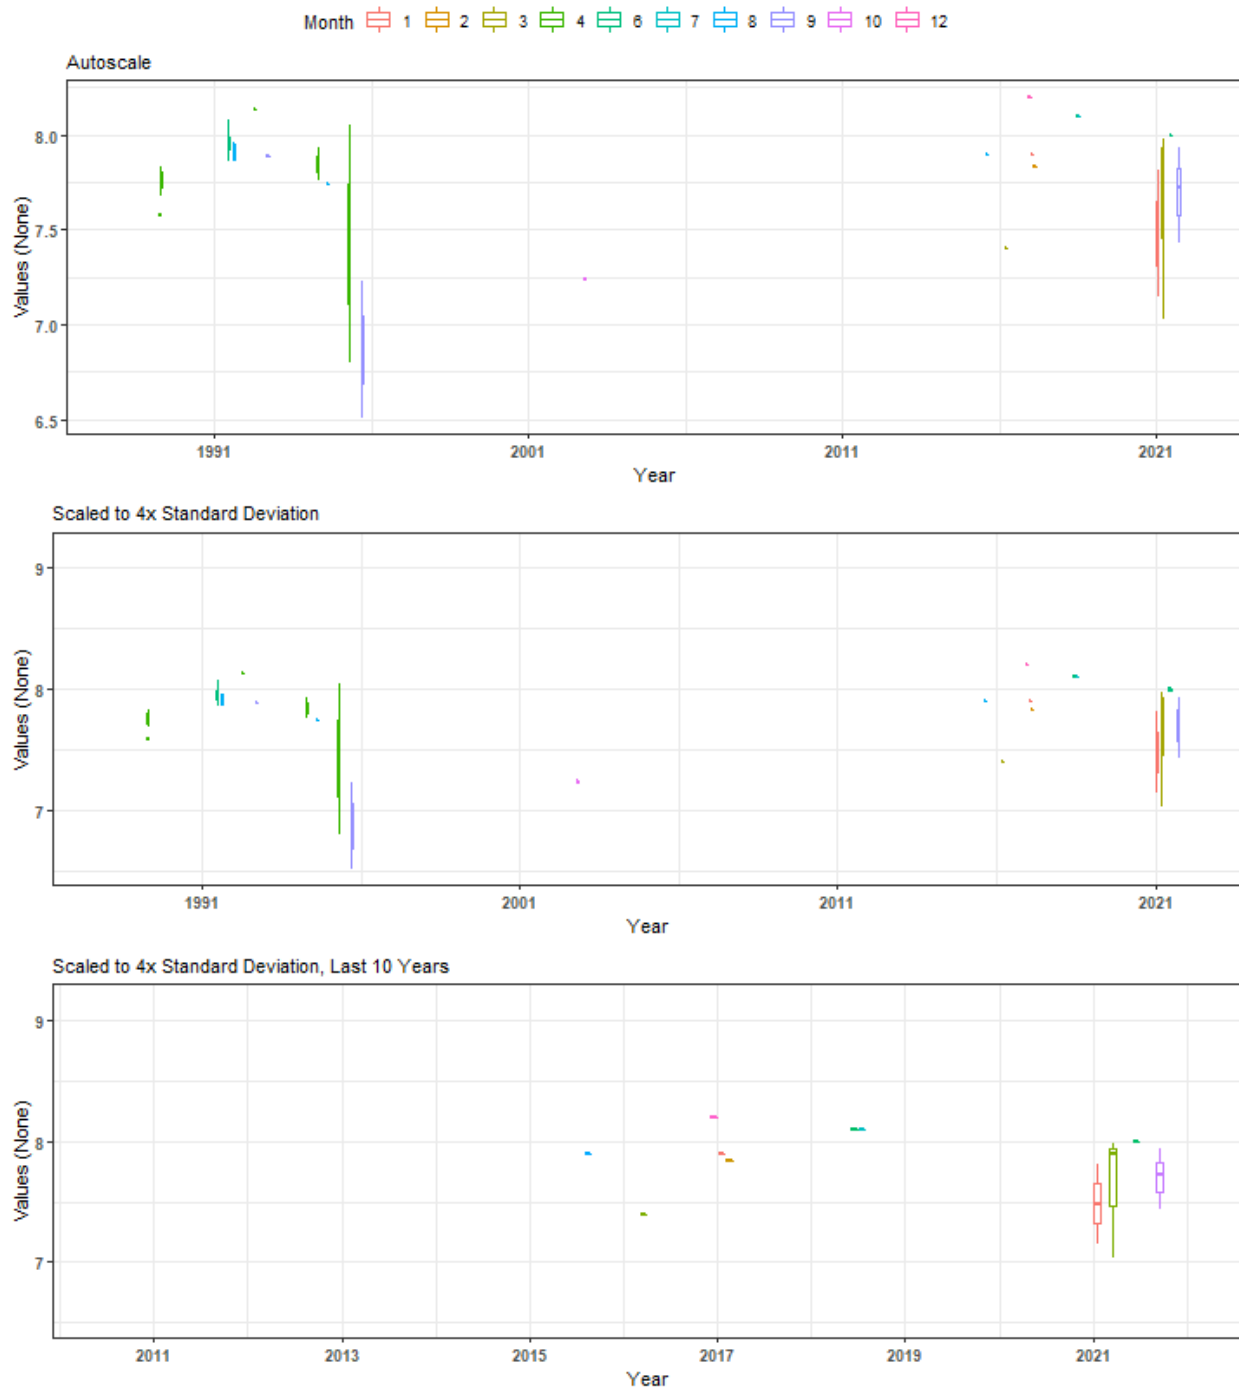 Month 1 2 3 4 6 7 8 9 10 12
Autoscale
8.0
7.5
7.0
6.5
Values (None)
1991 2001 2011 2021
Year
Scaled to 4x Standard Deviation
9
8
7
Values (None)
1991 2001 2011 2021
Year
Scaled to 4x Standard Deviation, Last 10 Years
9
8
7
Values (None)
2011 2013 2015 2017 2019 2021
Year